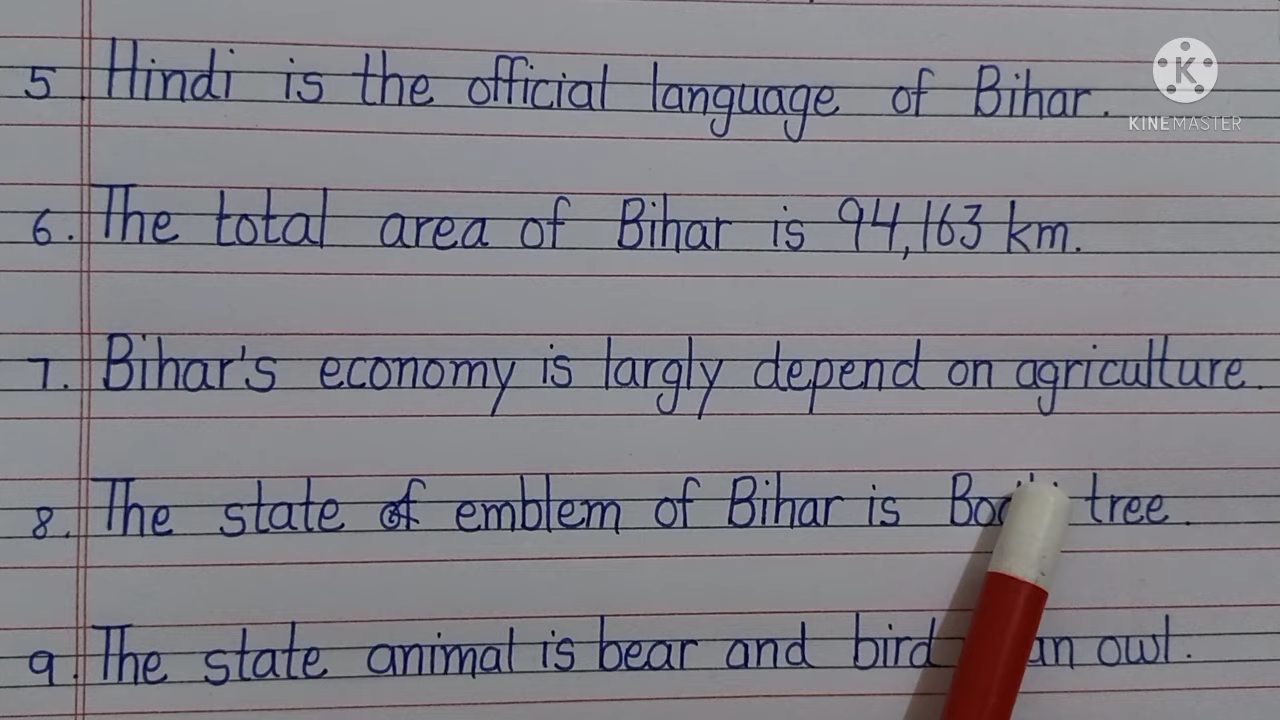 5 Hindi is the official language of Bihar.
KINEMASTER
6. The total area of Bihar is 94,163 km.
7. Bihar's economy is largly depend on agriculture.
8. The state of emblem of Bihar is tree.
9. The state animal is bear and bird an owl.